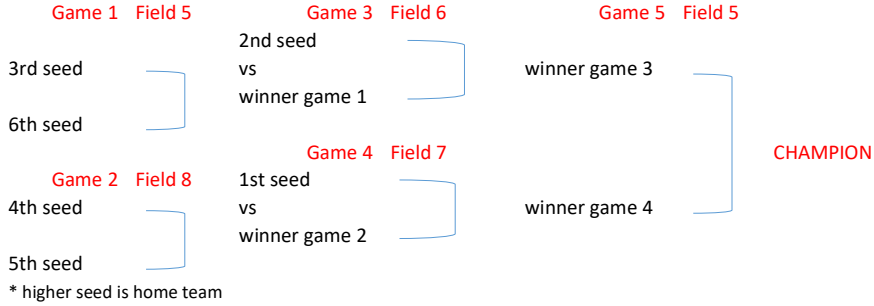 Game 1 Field 5
3rd seed
6th seed
Game 2 Field 8
4th seed
5th seed
* higher seed is home team
Game 3 Field 6
2nd seed
vs
winner game 1
Game 4 Field 7
1st seed
vs
winner game 2
Game 5 Field 5
winner game 3
winner game 4
CHAMPION